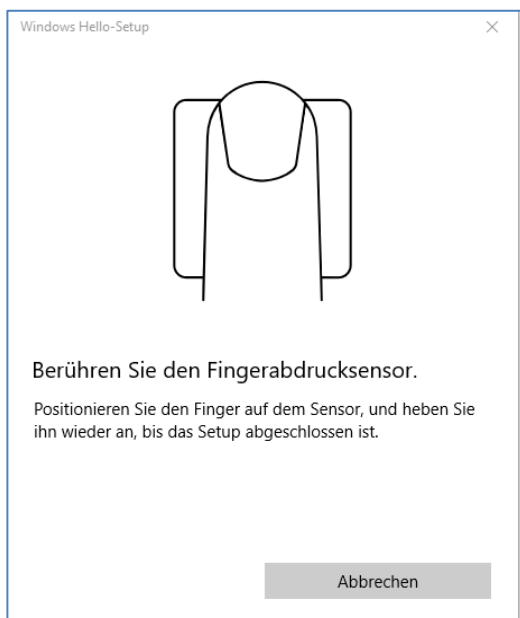 Windows Hello-Setup
Berühren Sie den Fingerabdrucksensor.
Positionieren Sie den Finger auf dem Sensor, und heben Sie
ihn wieder an, bis das Setup abgeschlossen ist.
Abbrechen